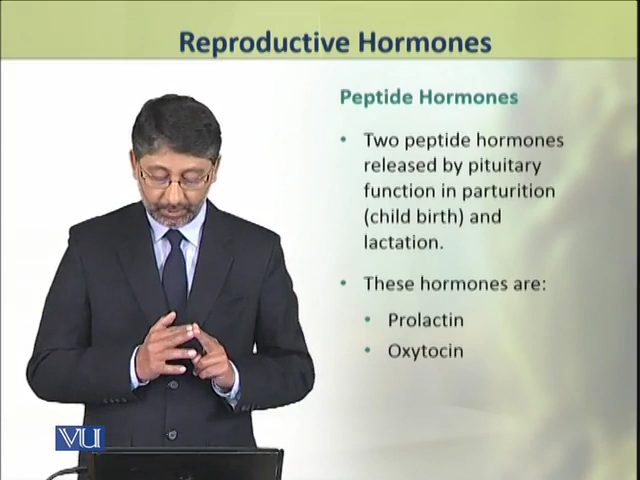 Reproductive Hormones
Peptide Hormones
• Two peptide hormones
released by pituitary
function in parturition
(child birth) and
lactation.
• These hormones are:
• Prolactin
• Oxytocin
VU